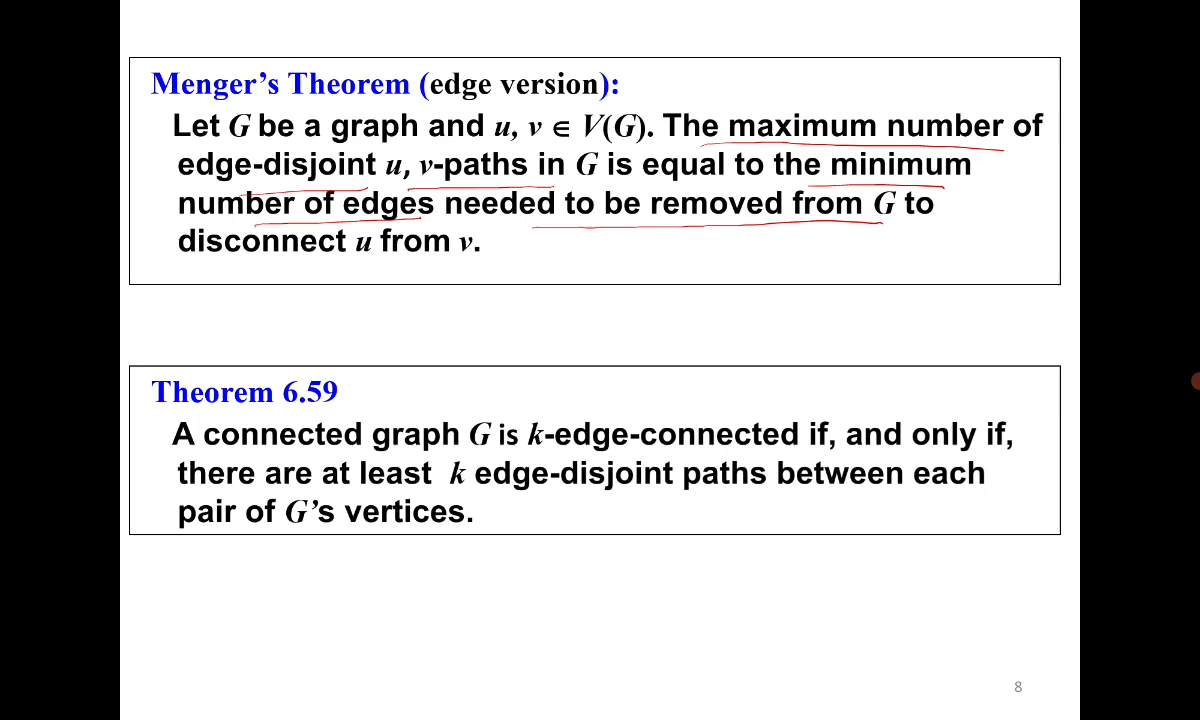 Menger’s Theorem (edge version):
Let G be a graph and u, v ∈ V(G). The maximum number of
edge-disjoint u, v-paths in G is equal to the minimum
number of edges needed to be removed from G to
disconnect u from v.
Theorem 6.59
A connected graph G is k-edge-connected if, and only if,
there are at least k edge-disjoint paths between each
pair of G’s vertices.
8